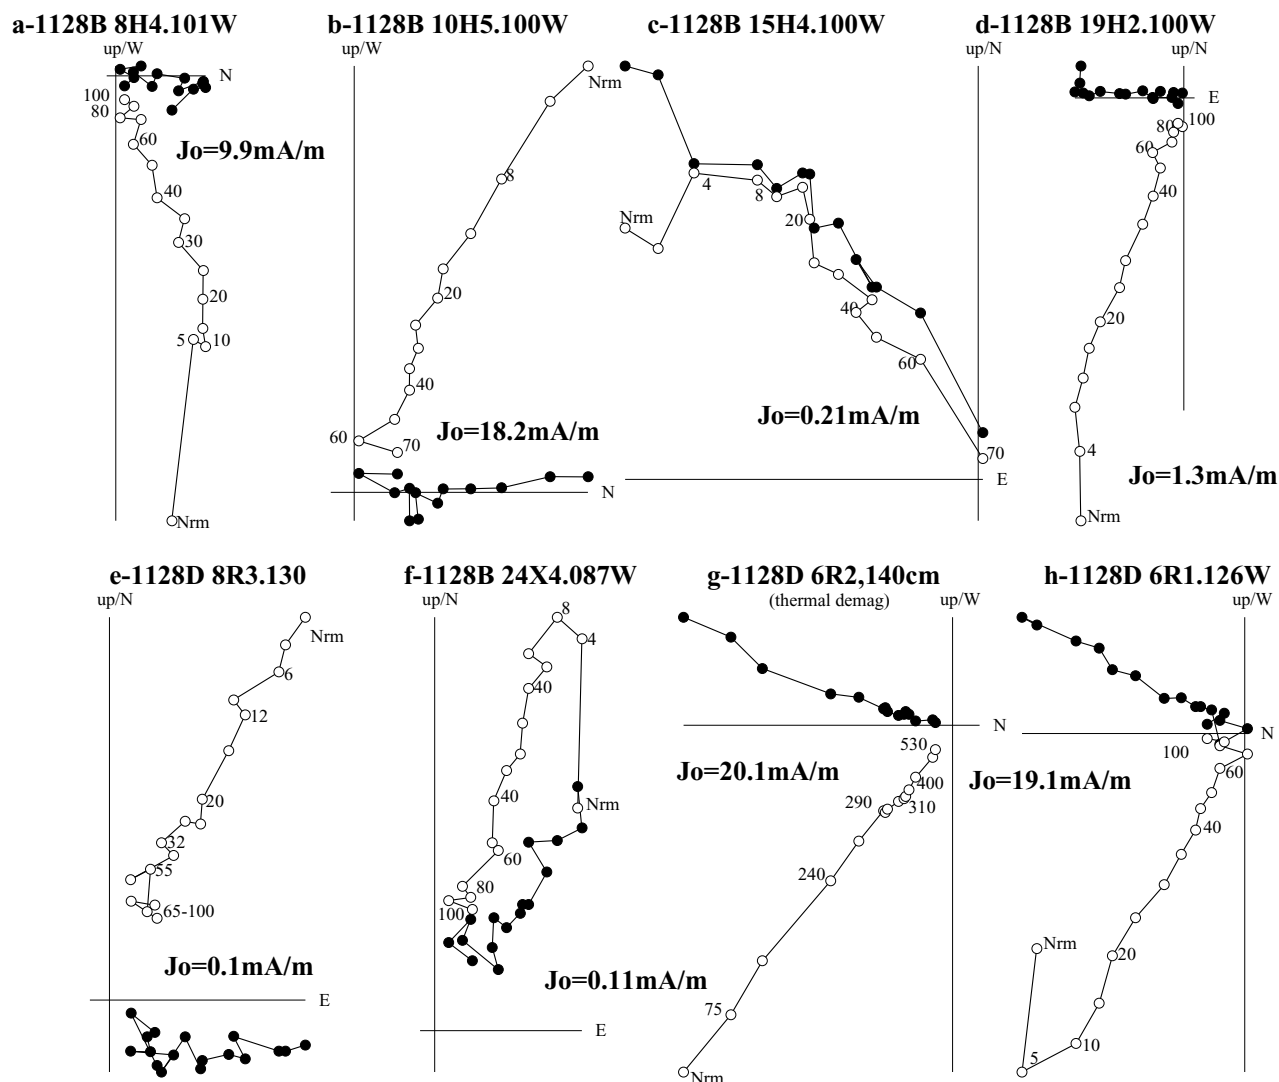 a-1128B 8H4.101W
up/W
N
100
80
60
40
30
20
5
10
Nrm
Jo=9.9mA/m
b-1128B 10H5.100W
up/W
Nrm
8
20
40
60
70
Jo=18.2mA/m
N
c-1128B 15H4.100W
up/N
Nrm
4
8
20
40
60
70
Jo=0.21mA/m
E
d-1128B 19H2.100W
up/N
E
100
80
60
40
20
4
Nrm
Jo=1.3mA/m
e-1128D 8R3.130
up/N
Nrm
6
12
20
32
55
65-100
Jo=0.1mA/m
E
f-1128B 24X4.087W
up/N
8
4
40
Nrm
40
60
80
100
Jo=0.11mA/m
E
g-1128D 6R2,140cm
(thermal demag)
up/W
N
530
Jo=20.1mA/m
400
290
310
240
75
Nrm
h-1128D 6R1.126W
up/W
N
100
60
Jo=19.1mA/m
40
Nrm
20
10
5